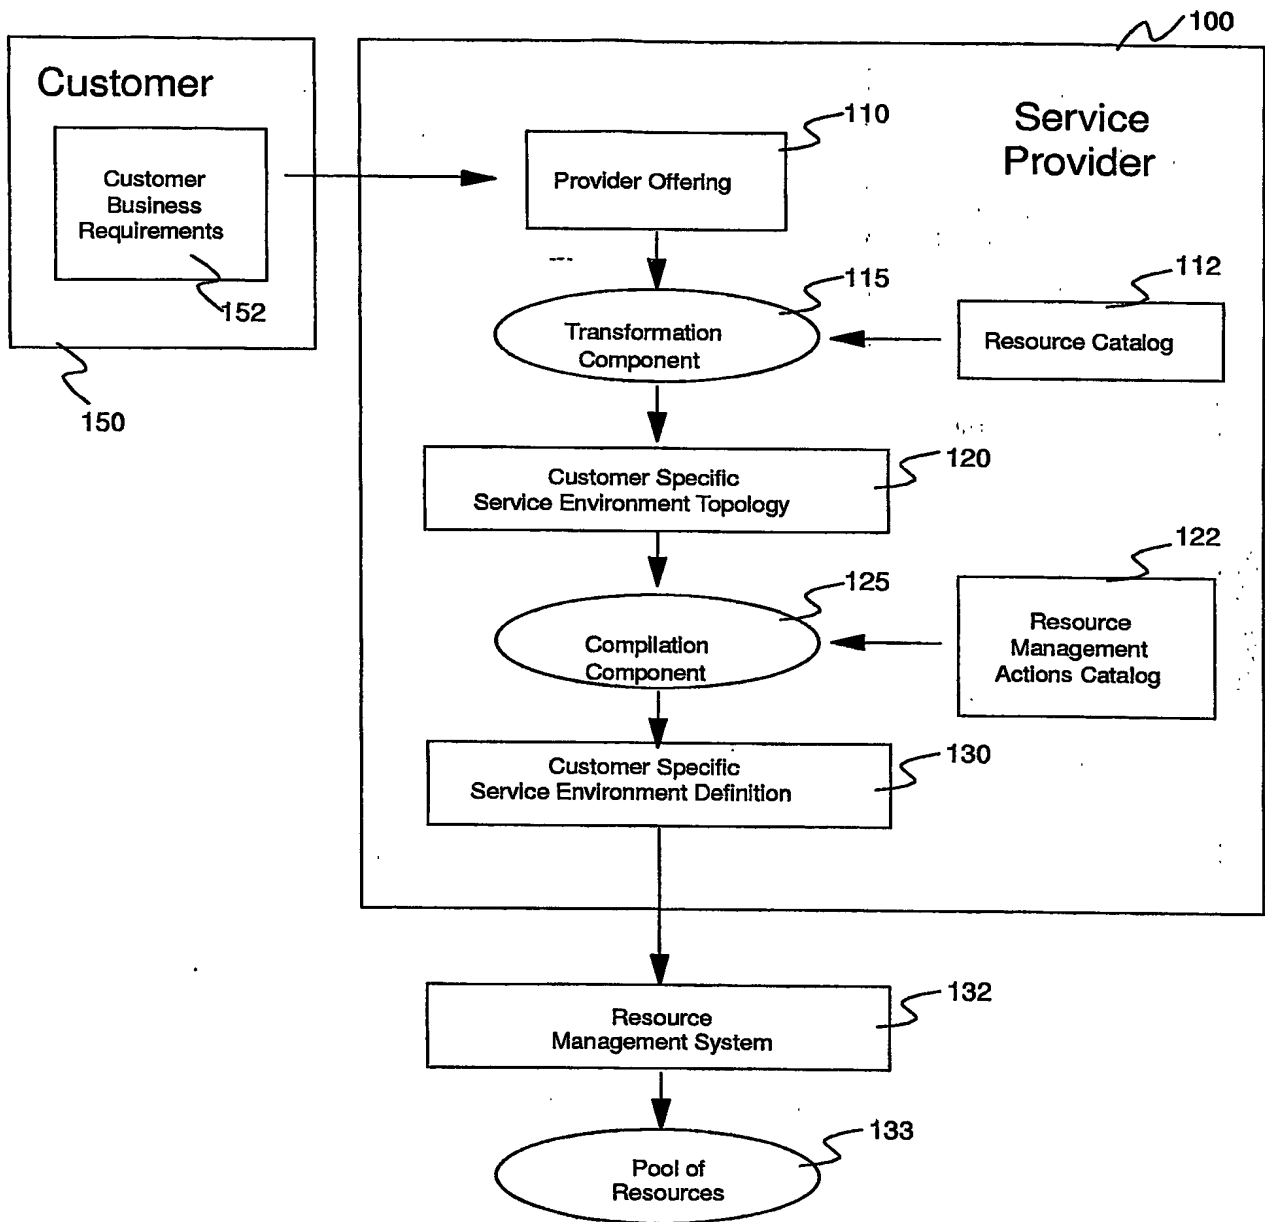 100
Customer
Service
Provider
110
Customer
Business
Requirements
Provider Offering
152
115
112
Transformation
Component
Resource Catalog
150
120
Customer Specific
Service Environment Topology
122
125
Compilation
Component
Resource
Management
Actions Catalog
130
Customer Specific
Service Environment Definition
132
Resource
Management System
133
Pool of
Resources